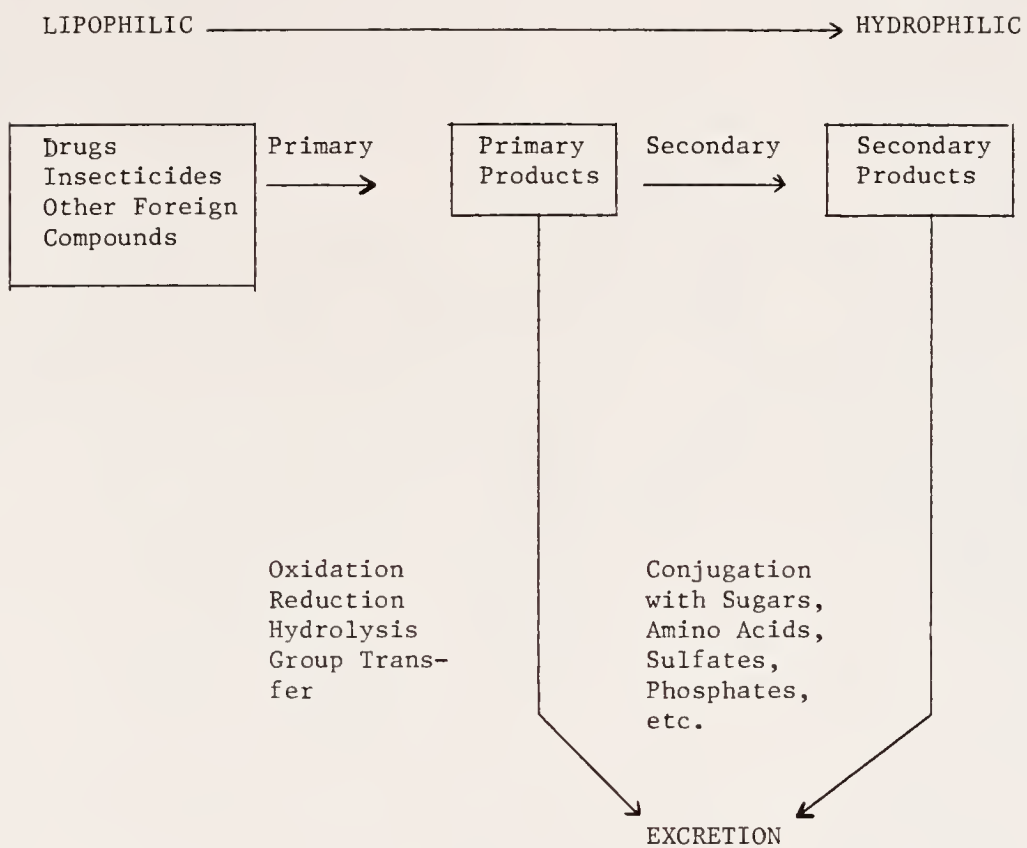 LIPOPHILIC HYDROPHILIC
Drugs
Insecticides
Other Foreign
Compounds
Primary
Primary
Products
Secondary
Secondary
Products
Oxidation
Reduction
Hydrolysis
Group Trans-
fer
Conjugation
with Sugars,
Amino Acids,
Sulfates,
Phosphates,
etc.
EXCRETION